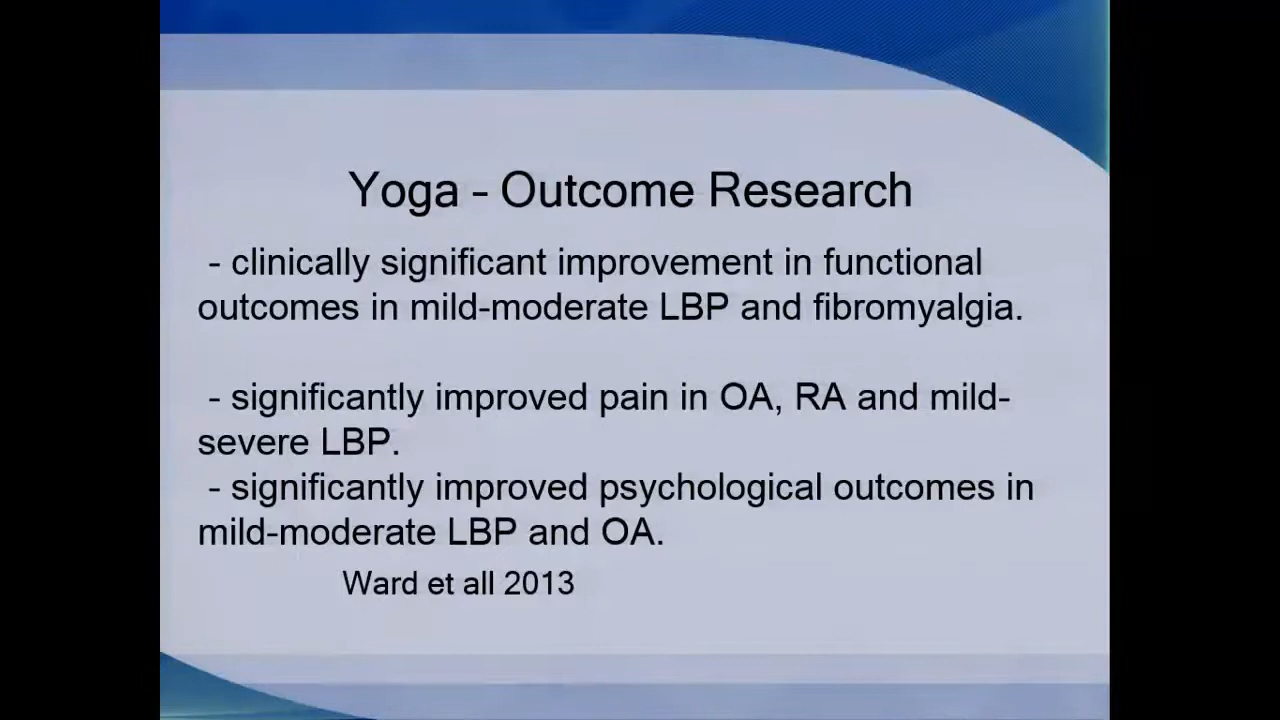 Yoga – Outcome Research
- clinically significant improvement in functional
outcomes in mild-moderate LBP and fibromyalgia.
- significantly improved pain in OA, RA and mild-
severe LBP.
- significantly improved psychological outcomes in
mild-moderate LBP and OA.
Ward et all 2013